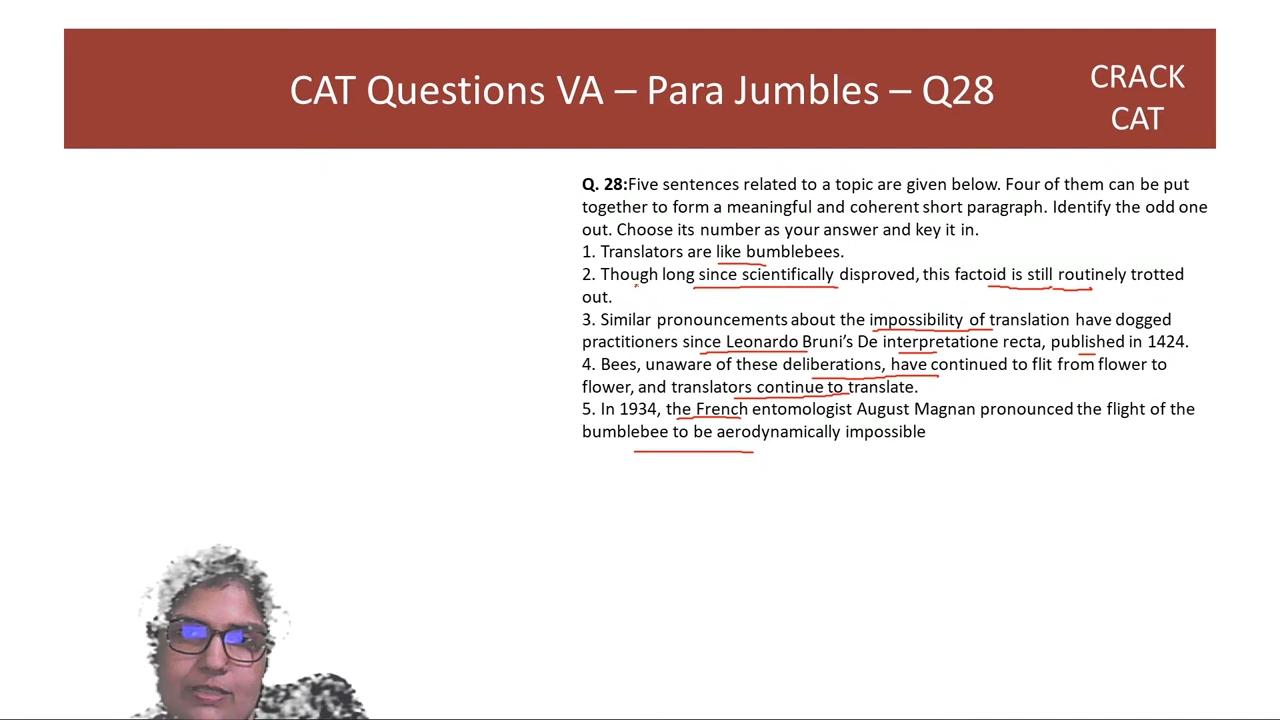 CAT Questions VA – Para Jumbles – Q28
CRACK
CAT
Q. 28:Five sentences related to a topic are given below. Four of them can be put
together to form a meaningful and coherent short paragraph. Identify the odd one
out. Choose its number as your answer and key it in.
1. Translators are like bumblebees.
2. Though long since scientifically disproved, this factoid is still routinely trotted
out.
3. Similar pronouncements about the impossibility of translation have dogged
practitioners since Leonardo Bruni’s De interpretatione recta, published in 1424.
4. Bees, unaware of these deliberations, have continued to flit from flower to
flower, and translators continue to translate.
5. In 1934, the French entomologist August Magnan pronounced the flight of the
bumblebee to be aerodynamically impossible